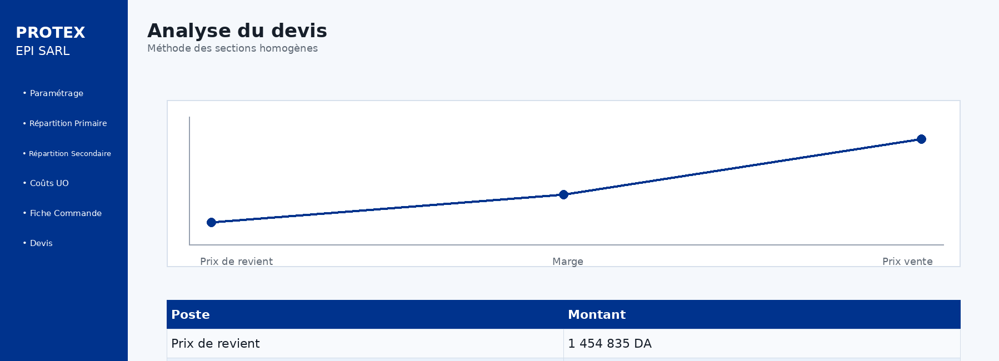 PROTEX
EPI SARL
• Paramétrage
• Répartition Primaire
• Répartition Secondaire
• Coûts UO
• Fiche Commande
• Devis
Analyse du devis
Méthode des sections homogènes
Prix de revient Marge Prix vente
Poste Montant
Prix de revient 1 454 835 DA